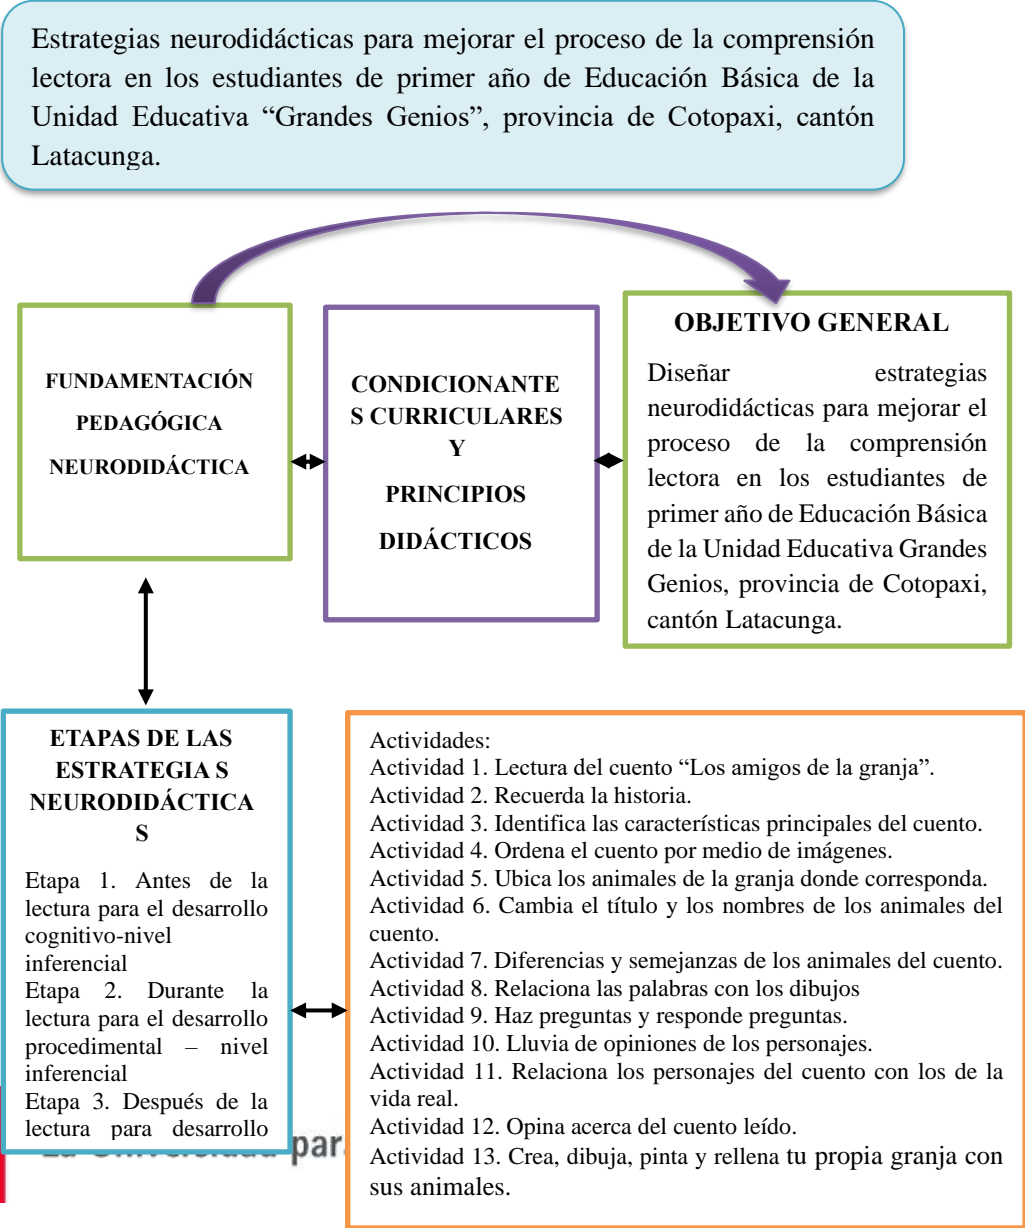 Estrategias neurodidácticas para mejorar el proceso de la comprensión
lectora en los estudiantes de primer año de Educación Básica de la
Unidad Educativa “Grandes Genios”, provincia de Cotopaxi, cantón
Latacunga.
FUNDAMENTACIÓN
PEDAGÓGICA
NEURODIDÁCTICA
CONDICIONANTE
S CURRICULARES
Y
PRINCIPIOS
DIDÁCTICOS
OBJETIVO GENERAL
Diseñar estrategias
neurodidácticas para mejorar el
proceso de la comprensión
lectora en los estudiantes de
primer año de Educación Básica
de la Unidad Educativa Grandes
Genios, provincia de Cotopaxi,
cantón Latacunga.
ETAPAS DE LAS
ESTRATEGIA S
NEURODIDÁCTICA
S
Etapa 1. Antes de la
lectura para el desarrollo
cognitivo-nivel
inferencial
Etapa 2. Durante la
lectura para el desarrollo
procedimental – nivel
inferencial
Etapa 3. Después de la
lectura para desarrollo
Actividades:
Actividad 1. Lectura del cuento “Los amigos de la granja”.
Actividad 2. Recuerda la historia.
Actividad 3. Identifica las características principales del cuento.
Actividad 4. Ordena el cuento por medio de imágenes.
Actividad 5. Ubica los animales de la granja donde corresponda.
Actividad 6. Cambia el título y los nombres de los animales del
cuento.
Actividad 7. Diferencias y semejanzas de los animales del cuento.
Actividad 8. Relaciona las palabras con los dibujos
Actividad 9. Haz preguntas y responde preguntas.
Actividad 10. Lluvia de opiniones de los personajes.
Actividad 11. Relaciona los personajes del cuento con los de la
vida real.
Actividad 12. Opina acerca del cuento leído.
Actividad 13. Crea, dibuja, pinta y rellena tu propia granja con
sus animales.